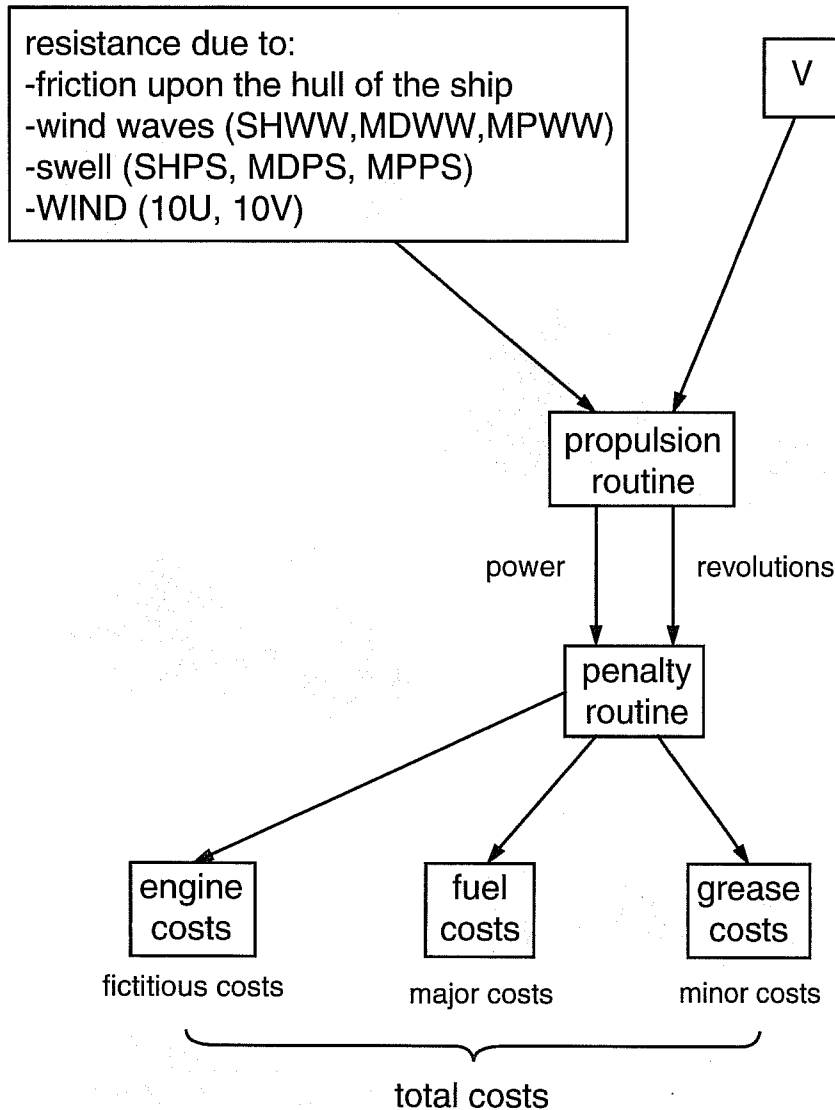 resistance due to:
-friction upon the hull of the ship
-wind waves (SHWW,MDWW,MPWW)
-swell (SHPS, MDPS, MPPS)
-WIND (10U, 10V)
V
propulsion
routine
power
revolutions
penalty
routine
engine
costs
fuel
costs
grease
costs
fictitious costs
major costs
minor costs
total costs